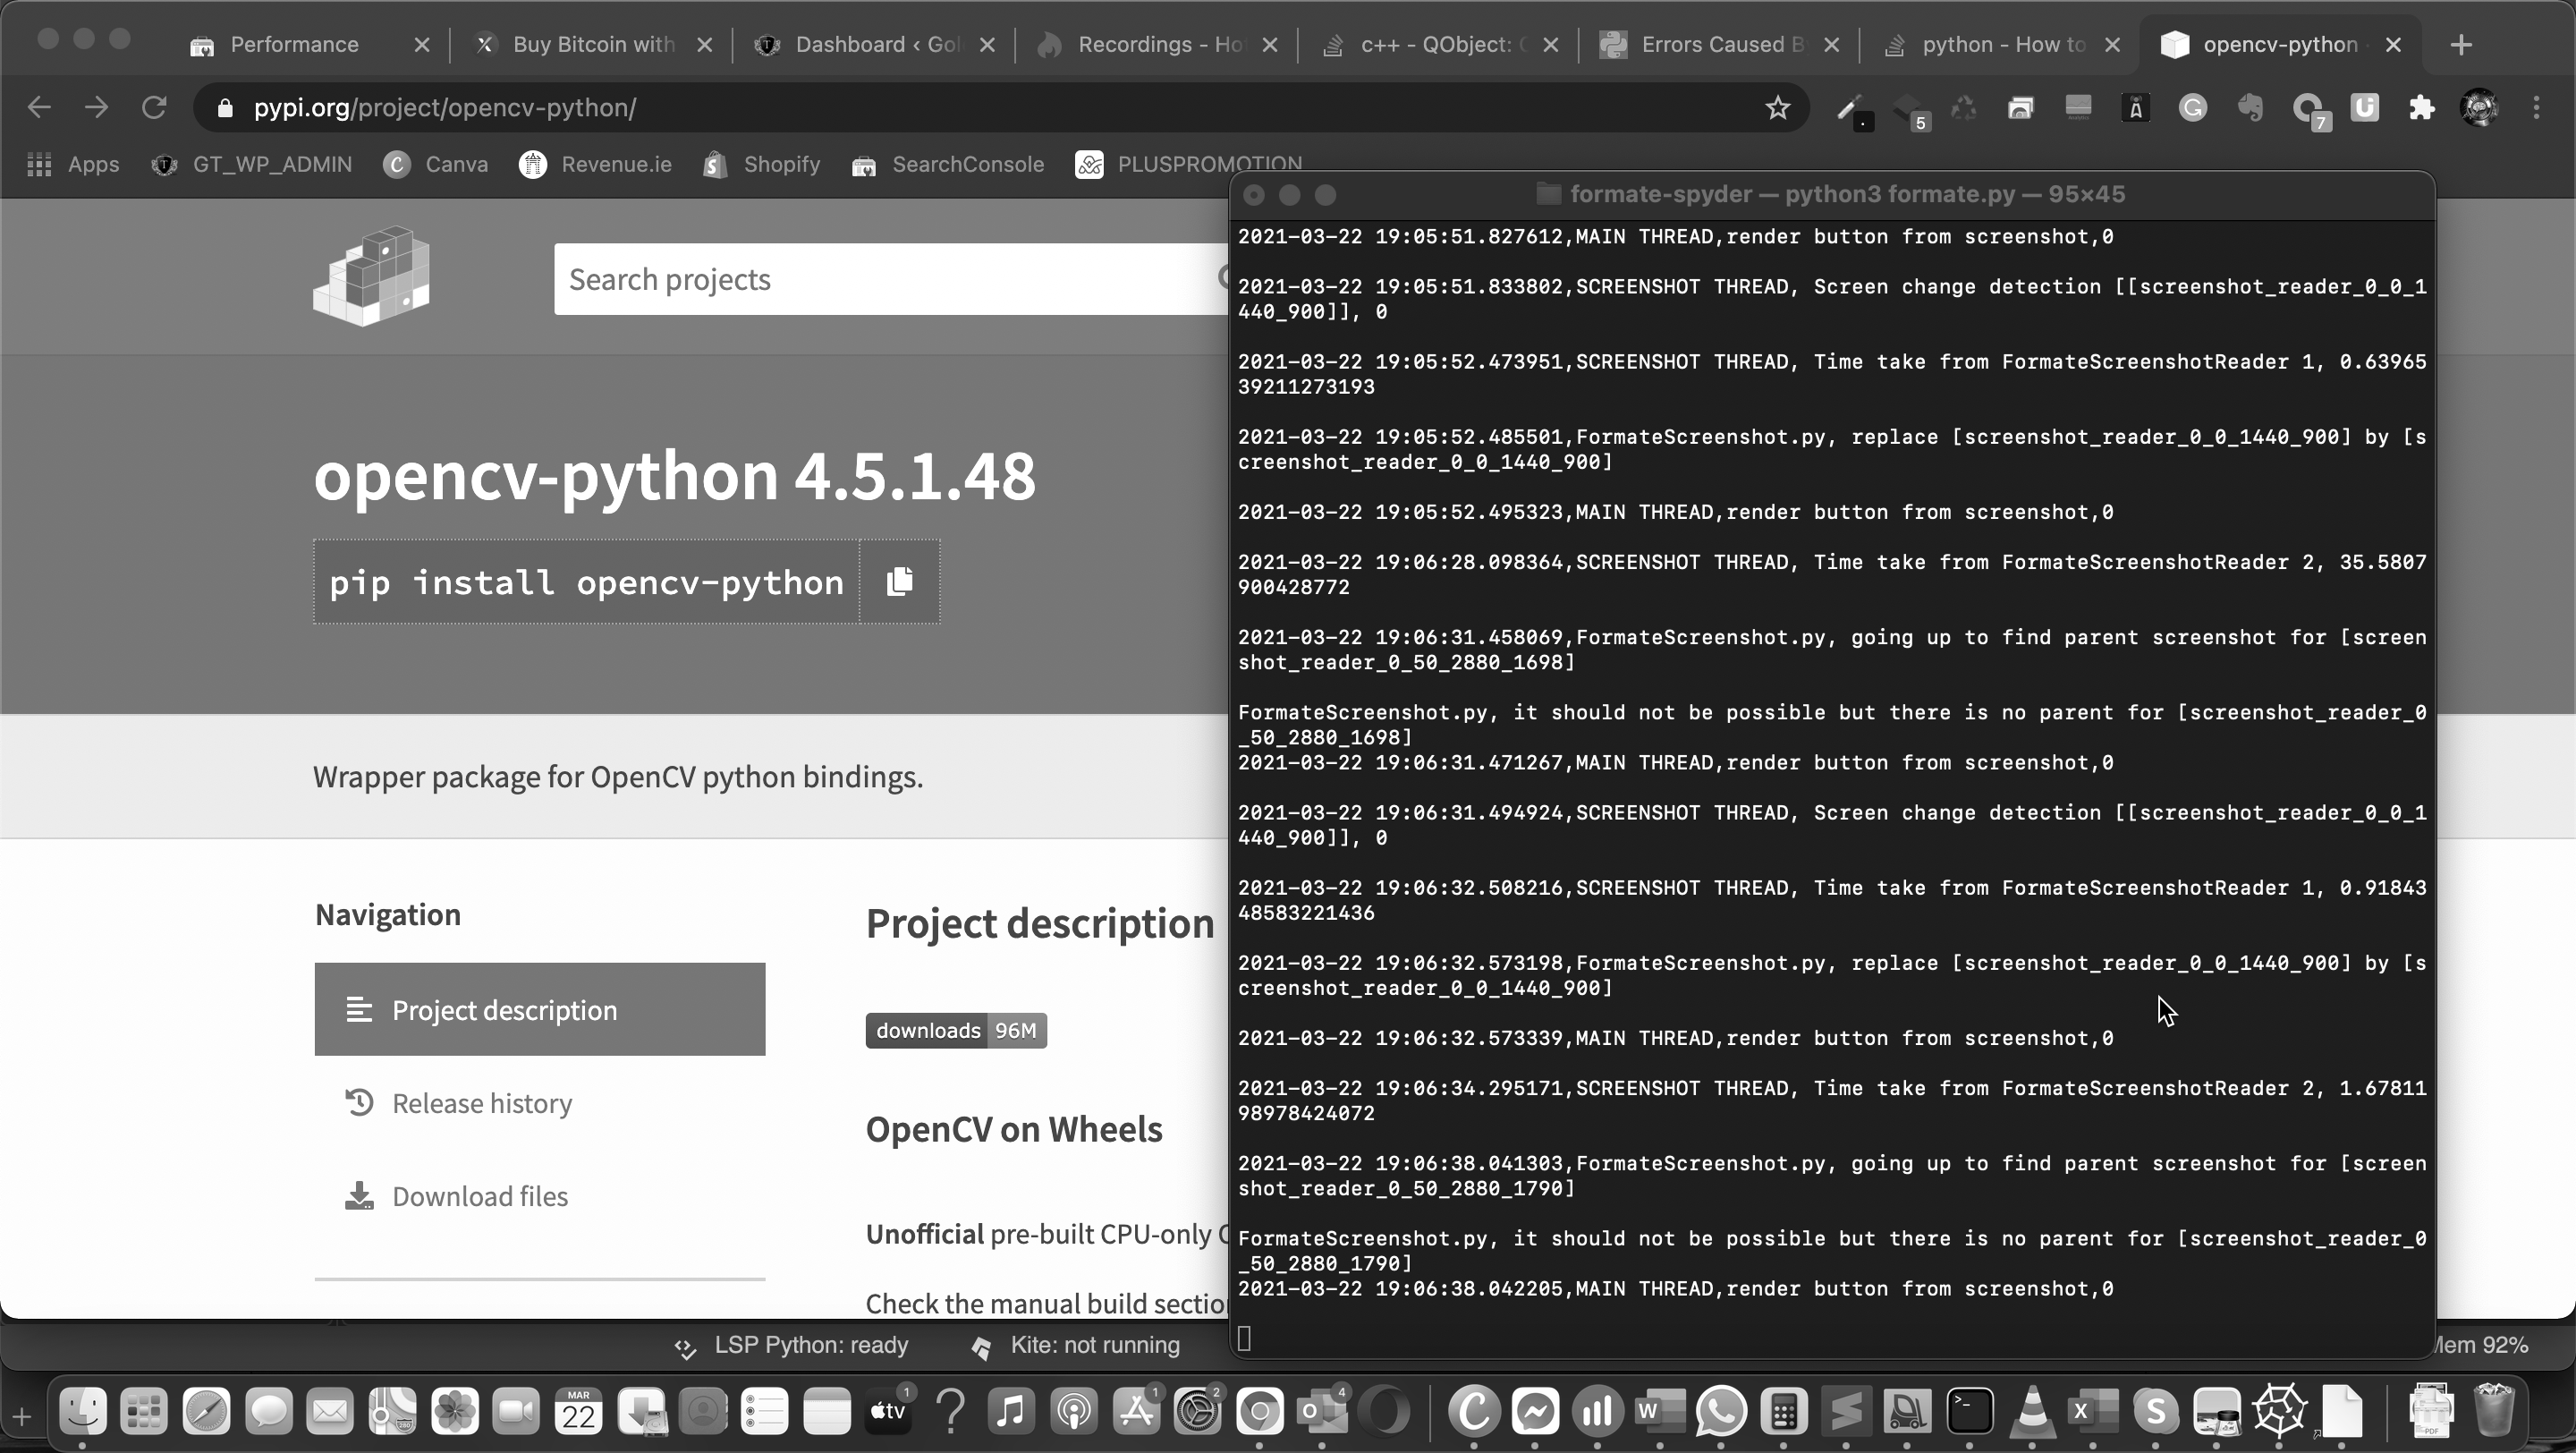 Performance
Buy Bitcoin with
Dashboard ‹ Gol
Recordings - Ho
c++ - QObject: C
Errors Caused B
python - How to
opencv-python
pypi.org/project/opencv-python/
5
7
Apps
GT_WP_ADMIN
Canva
Revenue.ie
Shopify
SearchConsole
PLUSPROMOTION
Search projects
opencv-python 4.5.1.48
pip install opencv-python
Wrapper package for OpenCV python bindings.
Navigation
Project description
Release history
Download files
Project description
downloads 96M
OpenCV on Wheels
Unofficial pre-built CPU-only
Check the manual build section
formate-spyder — python3 formate.py — 95×45
2021-03-22 19:05:51.827612,MAIN THREAD,render button from screenshot,0
2021-03-22 19:05:51.833802,SCREENSHOT THREAD, Screen change detection [[screenshot_reader_0_0_1
440_900]], 0
2021-03-22 19:05:52.473951,SCREENSHOT THREAD, Time take from FormateScreenshotReader 1, 0.63965
39211273193
2021-03-22 19:05:52.485501,FormateScreenshot.py, replace [screenshot_reader_0_0_1440_900] by [s
creenshot_reader_0_0_1440_900]
2021-03-22 19:05:52.495323,MAIN THREAD,render button from screenshot,0
2021-03-22 19:06:28.098364,SCREENSHOT THREAD, Time take from FormateScreenshotReader 2, 35.5807
900428772
2021-03-22 19:06:31.458069,FormateScreenshot.py, going up to find parent screenshot for [screen
shot_reader_0_50_2880_1698]
FormateScreenshot.py, it should not be possible but there is no parent for [screenshot_reader_0
_50_2880_1698]
2021-03-22 19:06:31.471267,MAIN THREAD,render button from screenshot,0
2021-03-22 19:06:31.494924,SCREENSHOT THREAD, Screen change detection [[screenshot_reader_0_0_1
440_900]], 0
2021-03-22 19:06:32.508216,SCREENSHOT THREAD, Time take from FormateScreenshotReader 1, 0.91843
48583221436
2021-03-22 19:06:32.573198,FormateScreenshot.py, replace [screenshot_reader_0_0_1440_900] by [s
creenshot_reader_0_0_1440_900]
2021-03-22 19:06:32.573339,MAIN THREAD,render button from screenshot,0
2021-03-22 19:06:34.295171,SCREENSHOT THREAD, Time take from FormateScreenshotReader 2, 1.67811
98978424072
2021-03-22 19:06:38.041303,FormateScreenshot.py, going up to find parent screenshot for [screen
shot_reader_0_50_2880_1790]
FormateScreenshot.py, it should not be possible but there is no parent for [screenshot_reader_0
_50_2880_1790]
2021-03-22 19:06:38.042205,MAIN THREAD,render button from screenshot,0
LSP Python: ready
Kite: not running
Mem 92%
MAR
22
tv
1
1
2
4
PDF